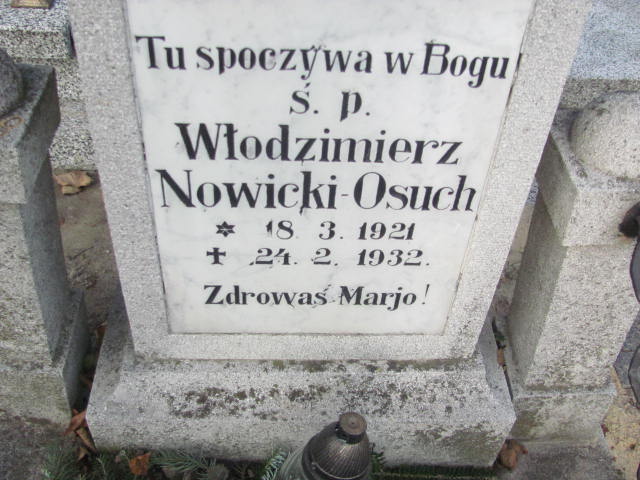 Tu spoczywa w Bogu
ś. p.
Włodzimierz
Nowicki-Osuch
* 18. 3. 1921
+ 24. 2. 1932.
Zdrowaś Marjo!